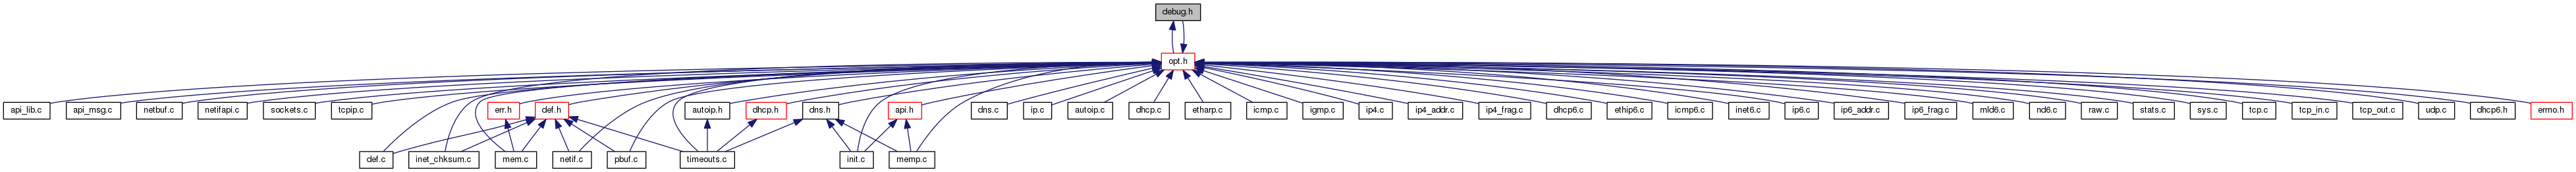 debug.h
opt.h
api_lib.c
api_msg.c
netbuf.c
netifapi.c
sockets.c
tcpip.c
err.h
def.h
autoip.h
dhcp.h
dns.h
api.h
dns.c
ip.c
autoip.c
dhcp.c
etharp.c
icmp.c
igmp.c
ip4.c
ip4_addr.c
ip4_frag.c
dhcp6.c
ethip6.c
icmp6.c
inet6.c
ip6.c
ip6_addr.c
ip6_frag.c
mld6.c
nd6.c
raw.c
stats.c
sys.c
tcp.c
tcp_in.c
tcp_out.c
udp.c
dhcp6.h
errno.h
def.c
inet_chksum.c
mem.c
netif.c
pbuf.c
timeouts.c
init.c
memp.c